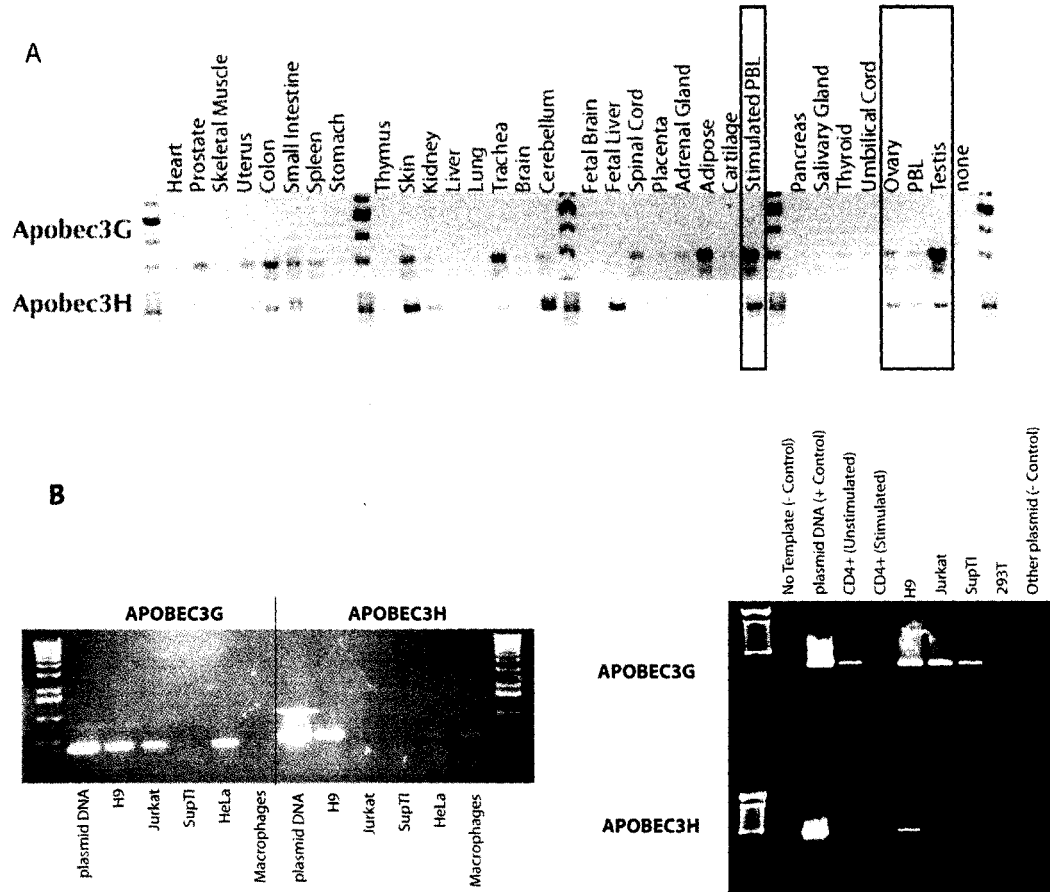 A
Heart
Prostate
Skeletal Muscle
Uterus
Colon
Small Intestine
Spleen
Stomach
Thymus
Skin
Kidney
Liver
Lung
Trachea
Brain
Cerebellum
Fetal Brain
Fetal Liver
Spinal Cord
Placenta
Adrenal Gland
Adipose
Cartilage
Stimulated PBL
Pancreas
Salivary Gland
Thyroid
Umbilical Cord
Ovary
PBL
Testis
none
Apobec3G
Apobec3H
B
APOBEC3G
APOBEC3H
plasmid DNA
H9
Jurkat
SupTI
HeLa
Macrophages
plasmid DNA
H9
Jurkat
SupTI
HeLa
Macrophages
No Template (- Control)
plasmid DNA (+ Control)
CD4+ (Unstimulated)
CD4+ (Stimulated)
H9
Jurkat
SupTI
293T
Other plasmid (- Control)
APOBEC3G
APOBEC3H